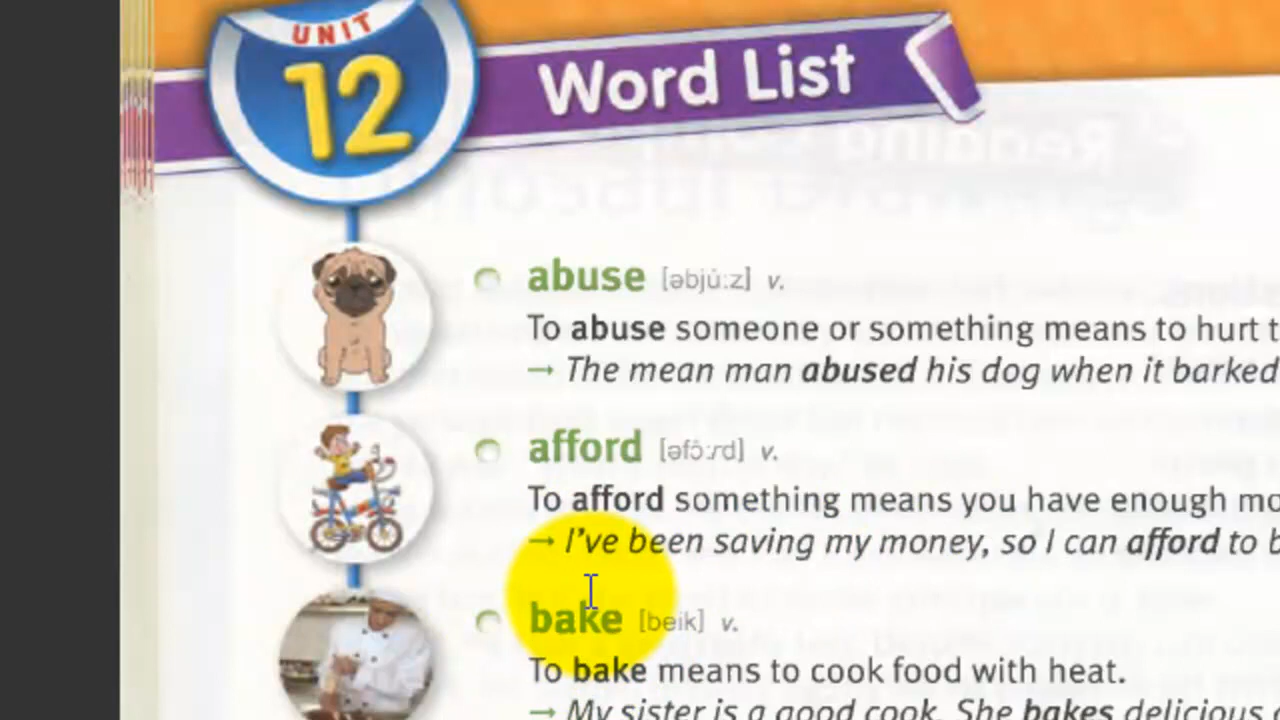 UNIT
12
Word List
abuse [əbjúːz] v.
To abuse someone or something means to hurt
→ The mean man abused his dog when it barked
afford [əfɔ́ːrd] v.
To afford something means you have enough
→ I've been saving my money, so I can afford to
bake [beik] v.
To bake means to cook food with heat.
→ My sister is a good cook. She bakes delicious